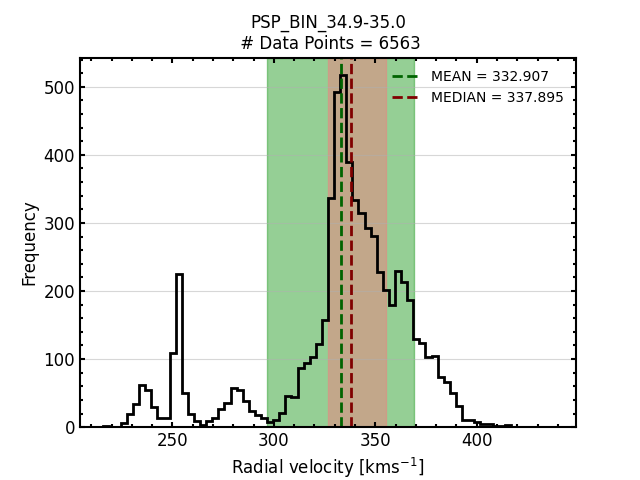 PSP_BIN_34.9-35.0
# Data Points = 6563
MEAN = 332.907
MEDIAN = 337.895
Frequency
500
400
300
200
100
0
250
300
350
400
Radial velocity [kms⁻¹]